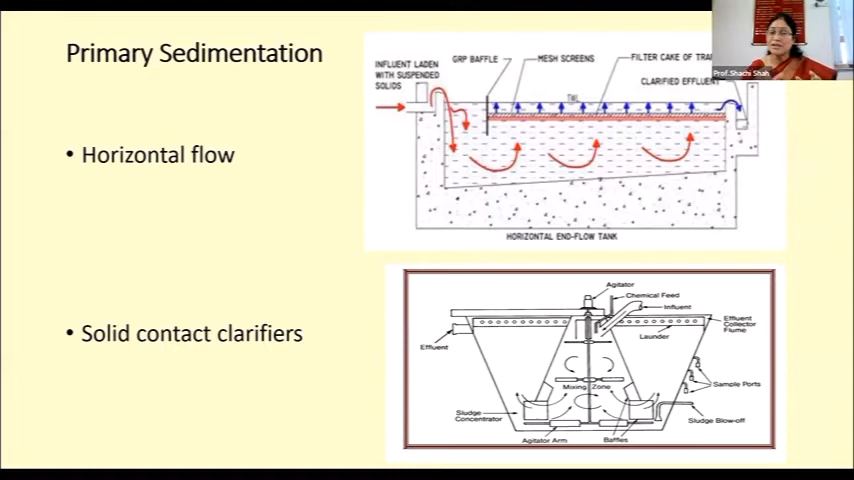 Primary Sedimentation
• Horizontal flow
• Solid contact clarifiers
INFLUENT LADEN
WITH SUSPENDED
SOLIDS
GRP BAFFLE
MESH SCREENS
FILTER CAKE OF
CLARIFIED EFFLUENT
TWL
HORIZONTAL END-FLOW TANK
Prof.Shachi Shah
Agitator
Chemical Feed
Influent
Effluent
Collector
Flume
Launder
Effluent
Mixing Zone
Sample Ports
Sludge
Concentrator
Sludge Blow-off
Agitator Arm
Baffles